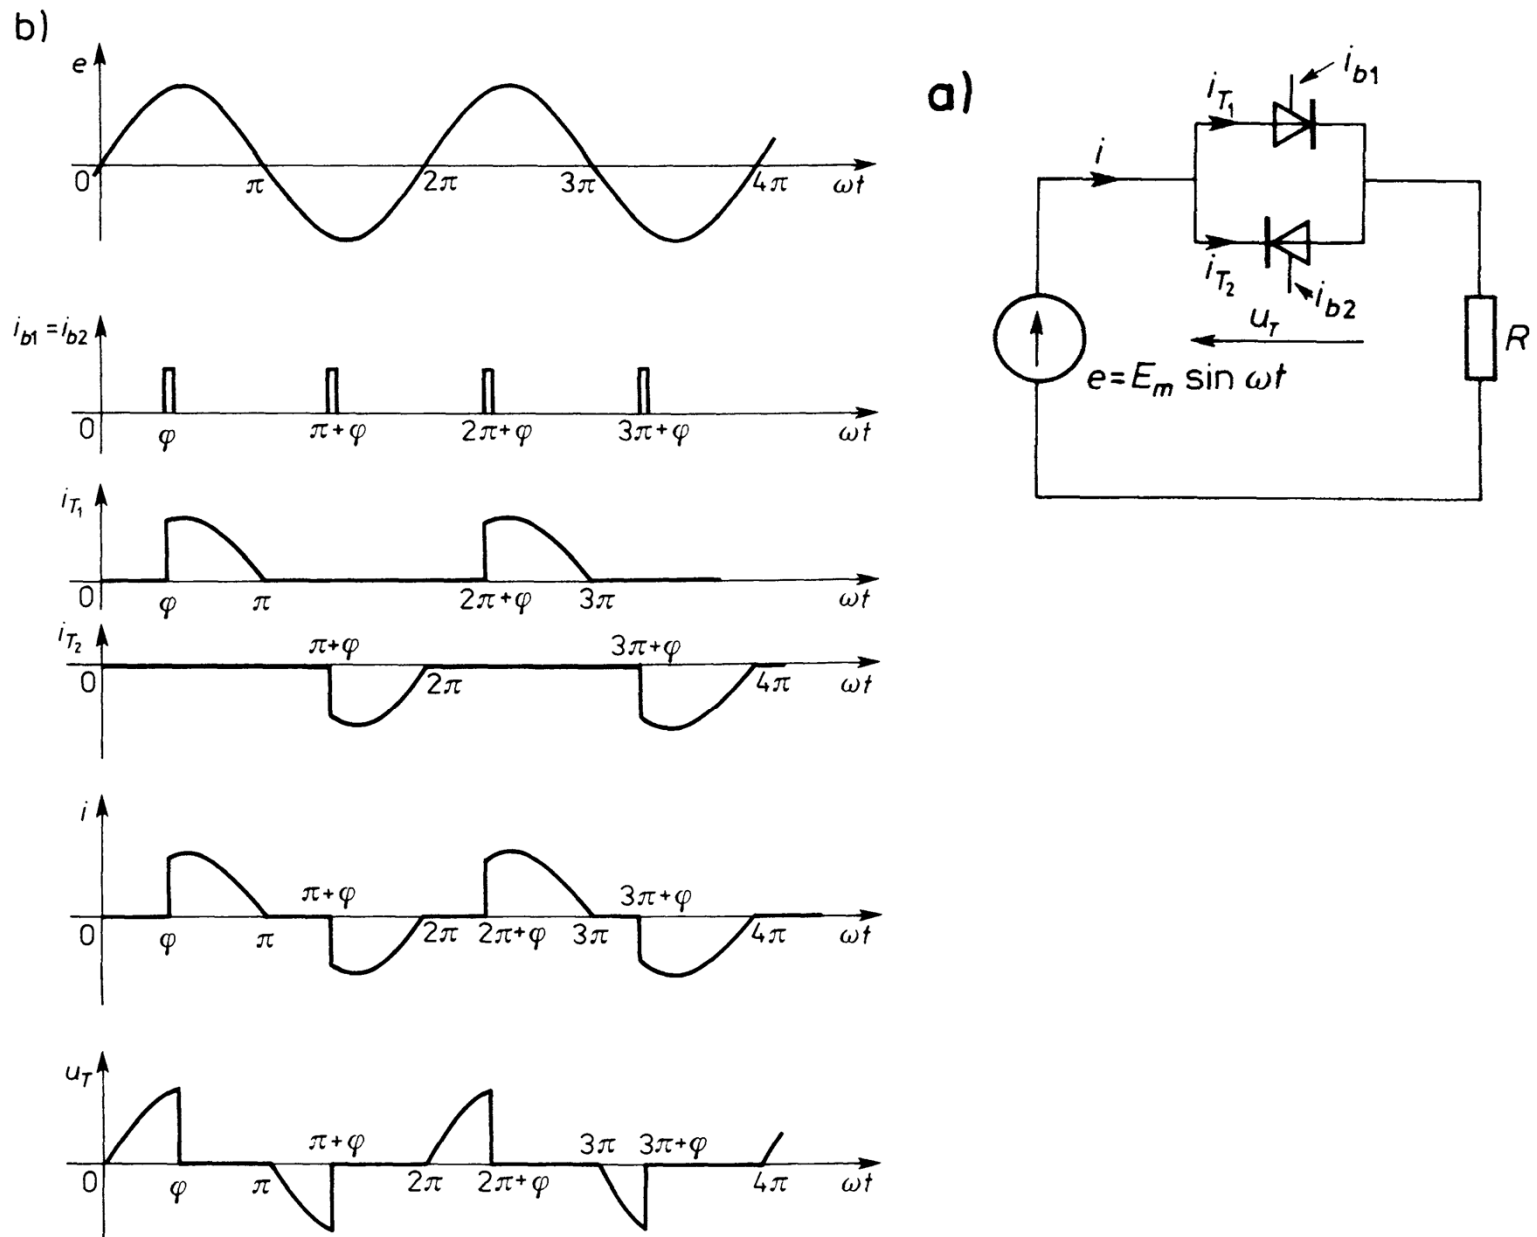 b)
e
0 π 2π 3π 4π ωt
i_b1 = i_b2
0 φ π+φ 2π+φ 3π+φ ωt
i_T1
0 φ π 2π+φ 3π ωt
i_T2
π+φ 3π+φ
0 2π 4π ωt
i
π+φ 3π+φ
0 φ π 2π 2π+φ 3π 4π ωt
u_T
π+φ 3π 3π+φ
0 φ π 2π 2π+φ 4π ωt
a)
i_b1
i_T1
i
i_T2
i_b2
u_T
R
e=E_m sin ωt